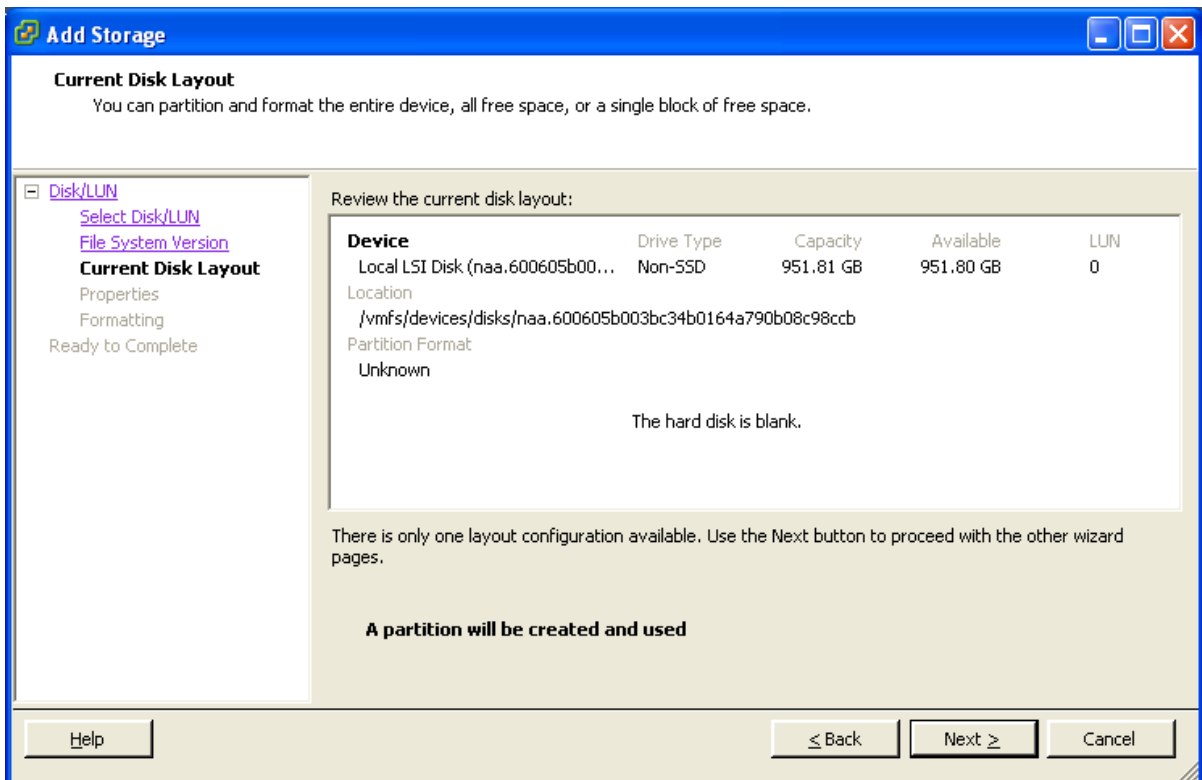 Add Storage
Current Disk Layout
You can partition and format the entire device, all free space, or a single block of free space.
Disk/LUN
Select Disk/LUN
File System Version
Current Disk Layout
Properties
Formatting
Ready to Complete
Review the current disk layout:
Device Drive Type Capacity Available LUN
Local LSI Disk (naa.600605b00... Non-SSD 951.81 GB 951.80 GB 0
Location
/vmfs/devices/disks/naa.600605b003bc34b0164a790b08c98ccb
Partition Format
Unknown
The hard disk is blank.
There is only one layout configuration available. Use the Next button to proceed with the other wizard
pages.
A partition will be created and used
Help < Back Next > Cancel